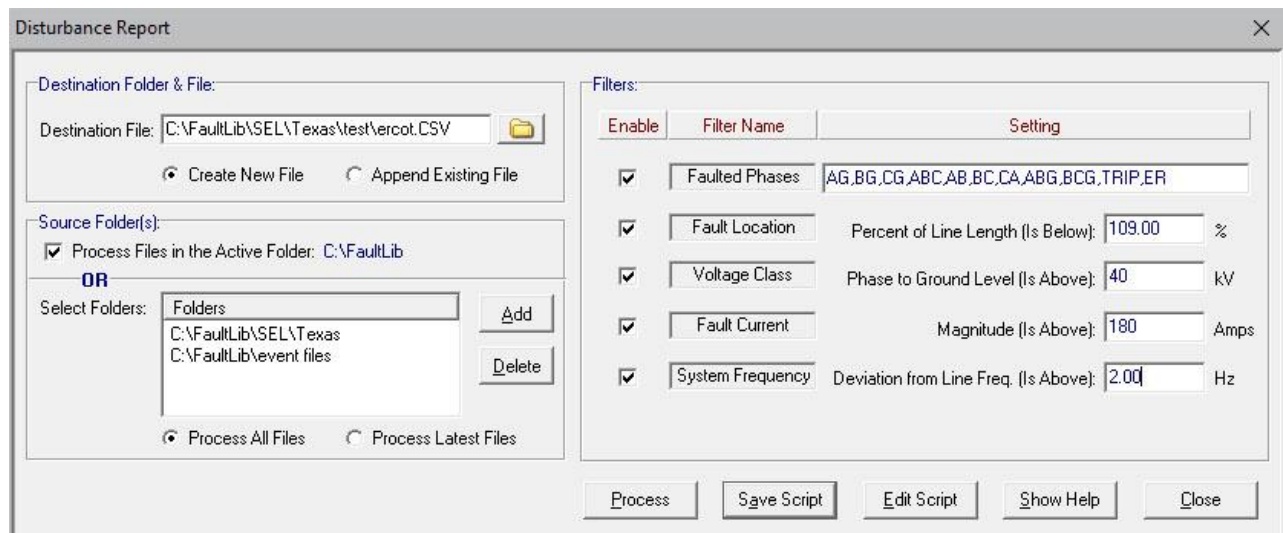 Disturbance Report
Destination Folder & File:
Destination File: C:\FaultLib\SEL\Texas\test\ercot.CSV
Create New File Append Existing File
Source Folder(s):
Process Files in the Active Folder: C:\FaultLib
OR
Select Folders: Folders
C:\FaultLib\SEL\Texas
C:\FaultLib\event files
Add
Delete
Process All Files Process Latest Files
Filters:
Enable Filter Name Setting
Faulted Phases AG,BG,CG,ABC,AB,BC,CA,ABG,BCG,TRIP,ER
Fault Location Percent of Line Length (Is Below): 109.00 %
Voltage Class Phase to Ground Level (Is Above): 40 kV
Fault Current Magnitude (Is Above): 180 Amps
System Frequency Deviation from Line Freq. (Is Above): 2.00 Hz
Process Save Script Edit Script Show Help Close